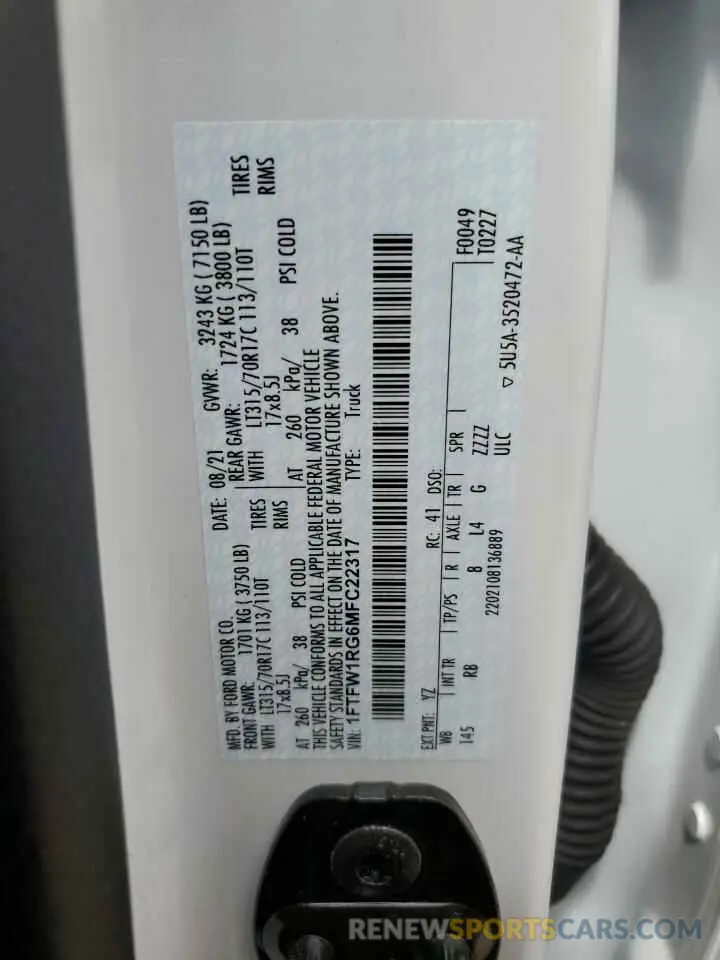 MFD. BY FORD MOTOR CO.
DATE: 08/21 GVWR: 3243 KG ( 7150 LB)
FRONT GAWR: 1701 KG ( 3750 LB)
REAR GAWR: 1724 KG ( 3800 LB)
WITH LT315/70R17C 113/110T TIRES
WITH LT315/70R17C 113/110T TIRES
17x8.5J RIMS
17x8.5J RIMS
AT 260 kPa/ 38 PSI COLD
AT 260 kPa/ 38 PSI COLD
THIS VEHICLE CONFORMS TO ALL APPLICABLE FEDERAL MOTOR VEHICLE
SAFETY STANDARDS IN EFFECT ON THE DATE OF MANUFACTURE SHOWN ABOVE.
VIN: 1FTFW1RG6MFC22317 TYPE: Truck
EXT PNT: YZ RC: 41 DSO: F0049
WB INT TR TP/PS R AXLE TR SPR T0227
145 RB 8 L4 G ZZZZ
2202108136889 ULC
▽ 5U5A-3520472-AA
RENEWSPORTSCARS.COM